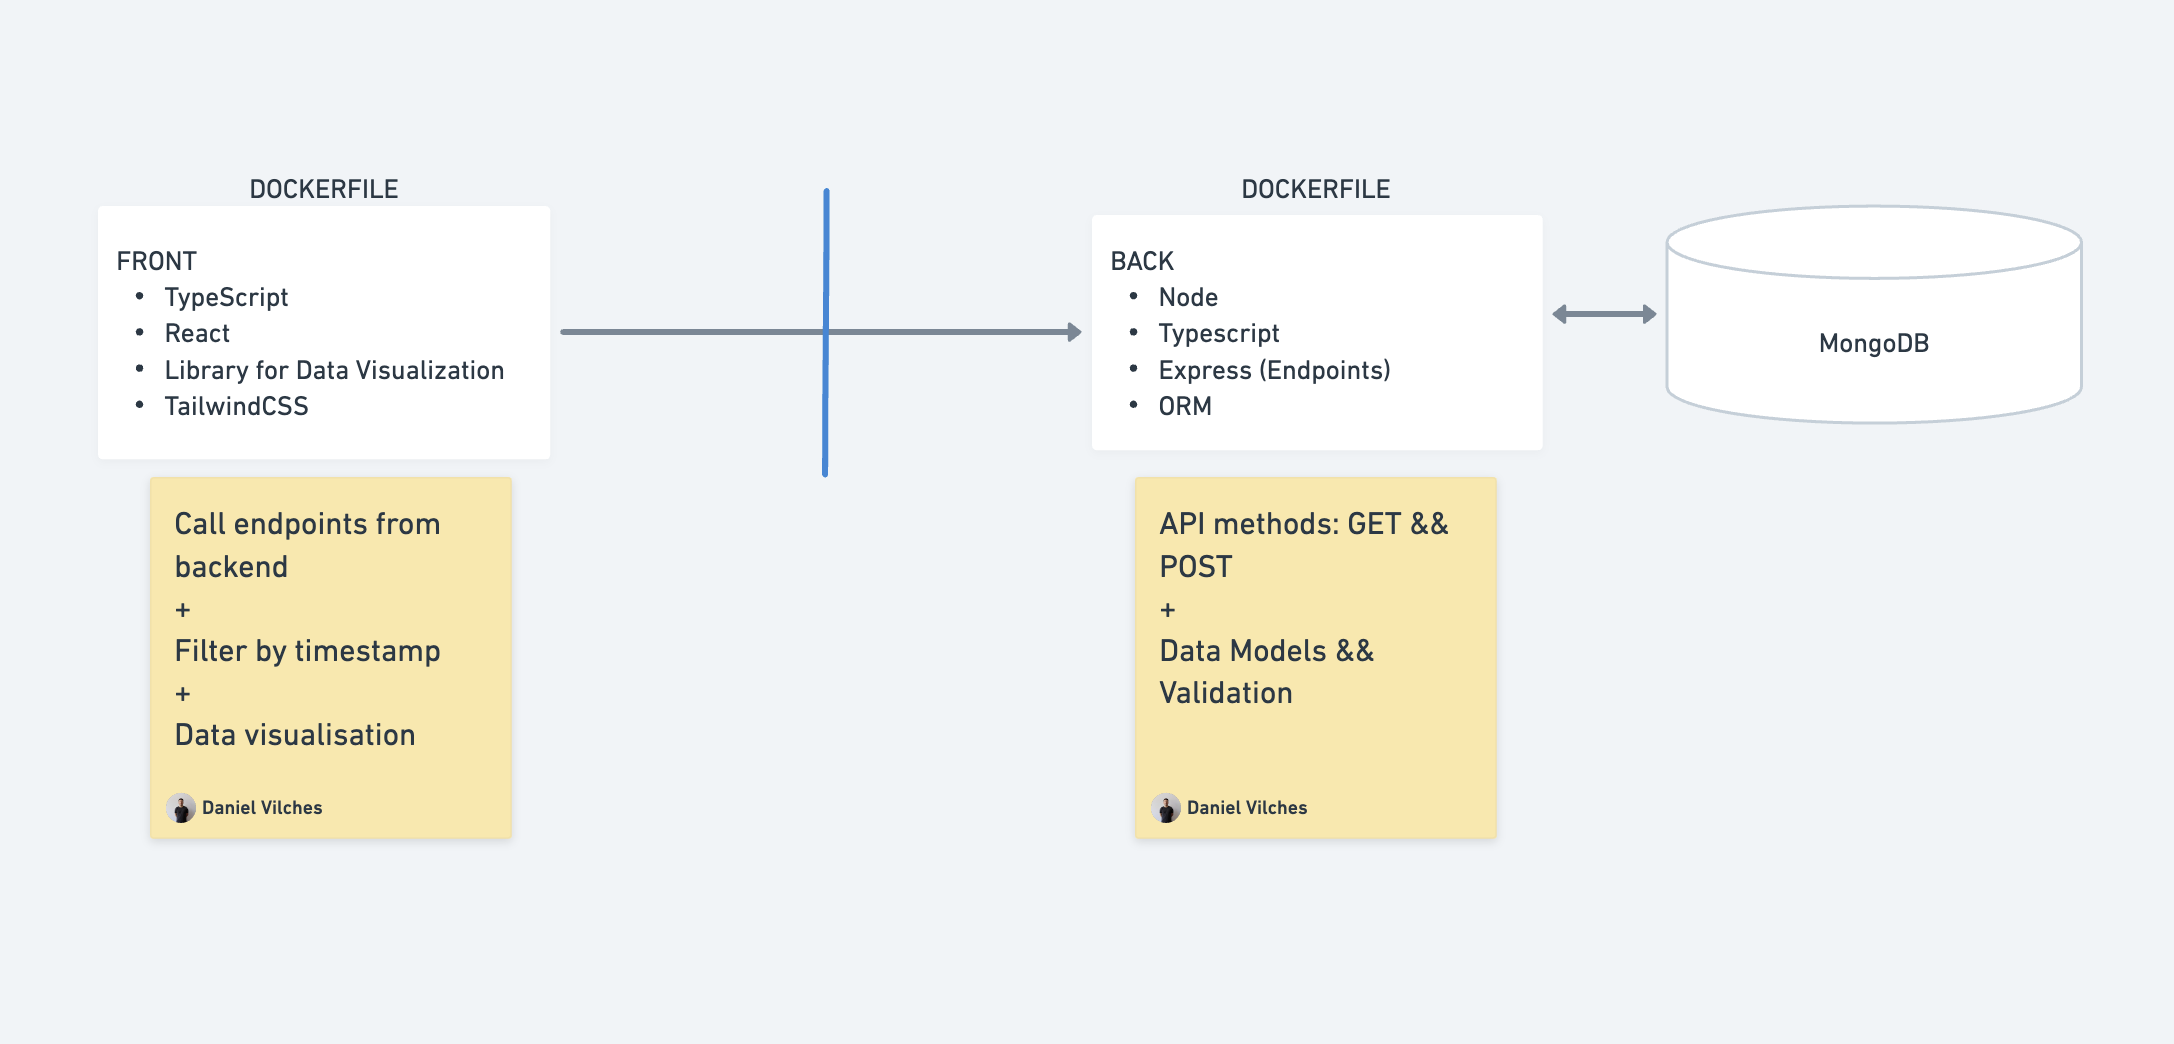 DOCKERFILE
FRONT
• TypeScript
• React
• Library for Data Visualization
• TailwindCSS
Call endpoints from
backend
+
Filter by timestamp
+
Data visualisation
Daniel Vilches
DOCKERFILE
BACK
• Node
• Typescript
• Express (Endpoints)
• ORM
API methods: GET &&
POST
+
Data Models &&
Validation
Daniel Vilches
MongoDB